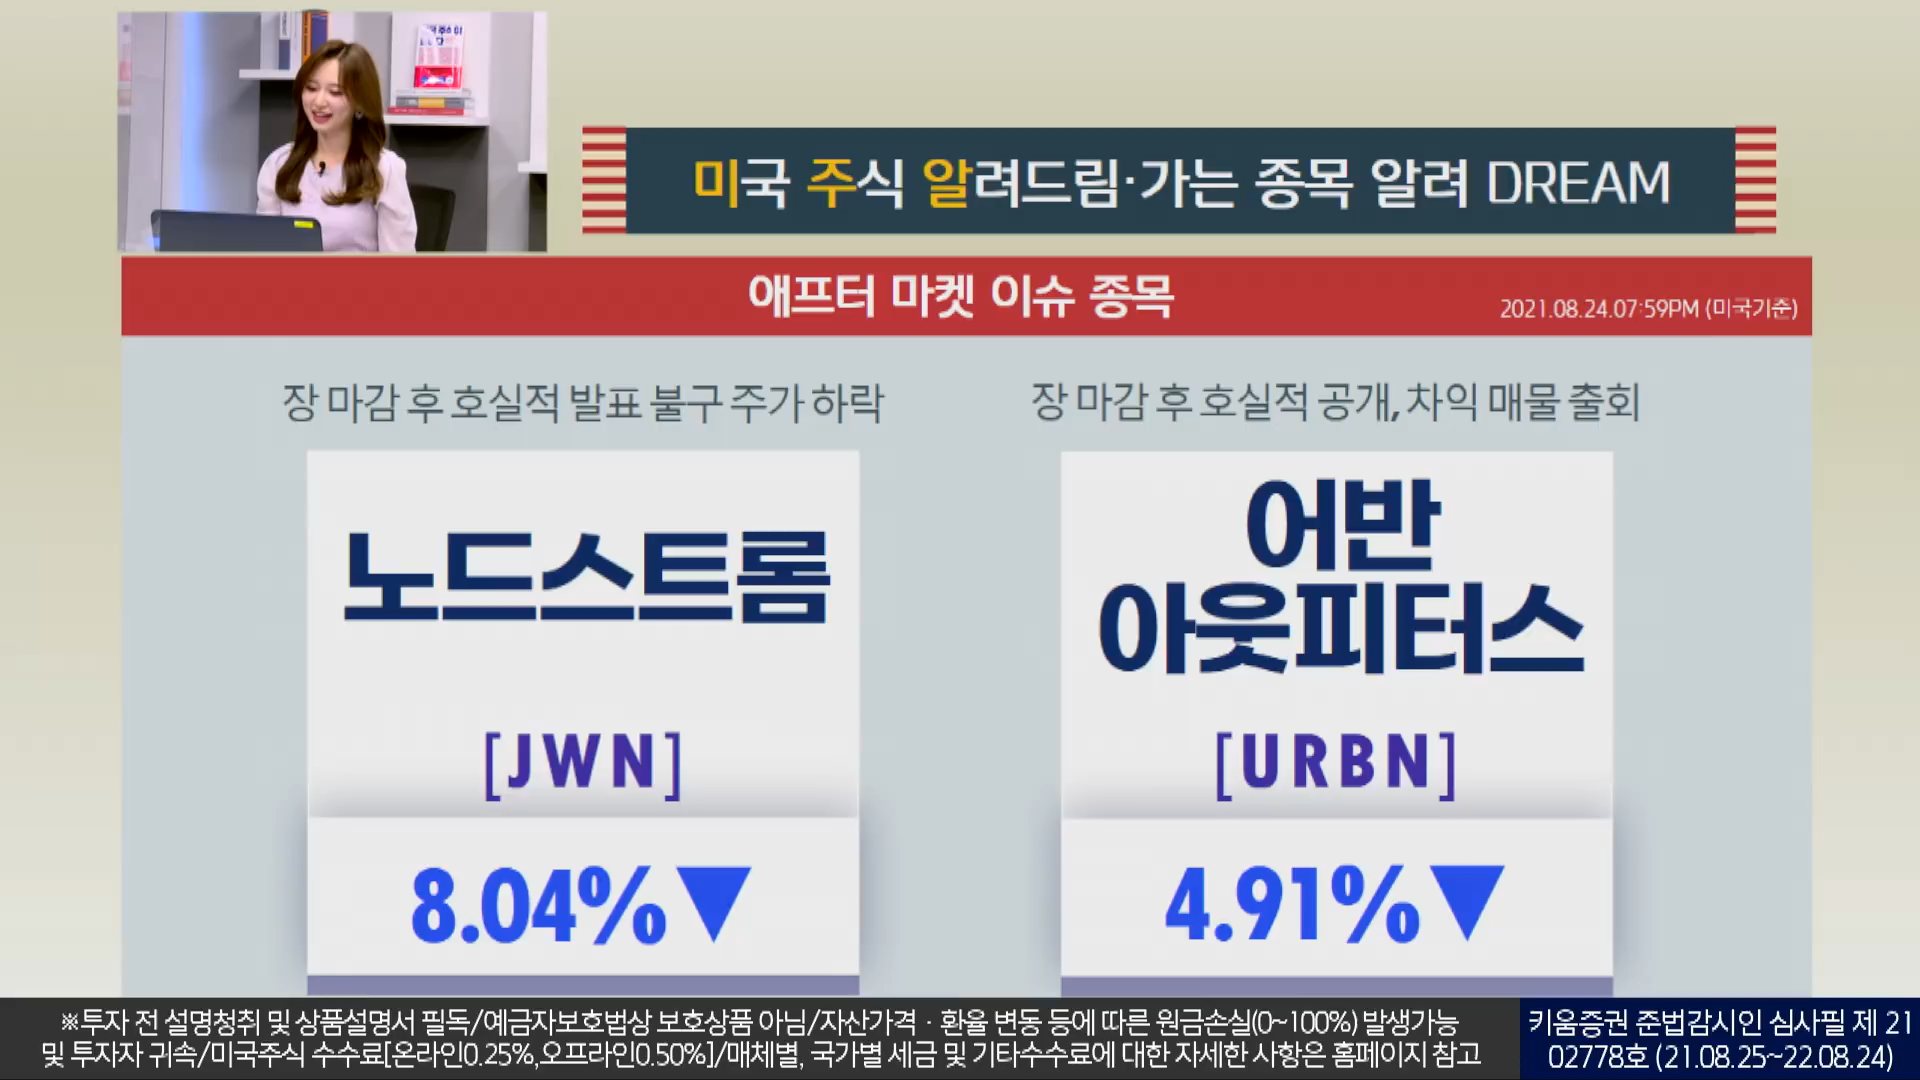 미국 주식 알려드림·가는 종목 알려 DREAM
애프터 마켓 이슈 종목
2021.08.24.07:59PM (미국기준)
장 마감 후 호실적 발표 불구 주가 하락
노드스트롬
[JWN]
8.04%▼
장 마감 후 호실적 공개, 차익 매물 출회
어반
아웃피터스
[URBN]
4.91%▼
※투자 전 설명청취 및 상품설명서 필독/예금자보호법상 보호상품 아님/자산가격 · 환율 변동 등에 따른 원금손실(0~100%) 발생가능
및 투자자 귀속/미국주식 수수료[온라인0.25%,오프라인0.50%]/매체별, 국가별 세금 및 기타수수료에 대한 자세한 사항은 홈페이지 참고
키움증권 준법감시인 심사필 제 21
02778호 (21.08.25~22.08.24)